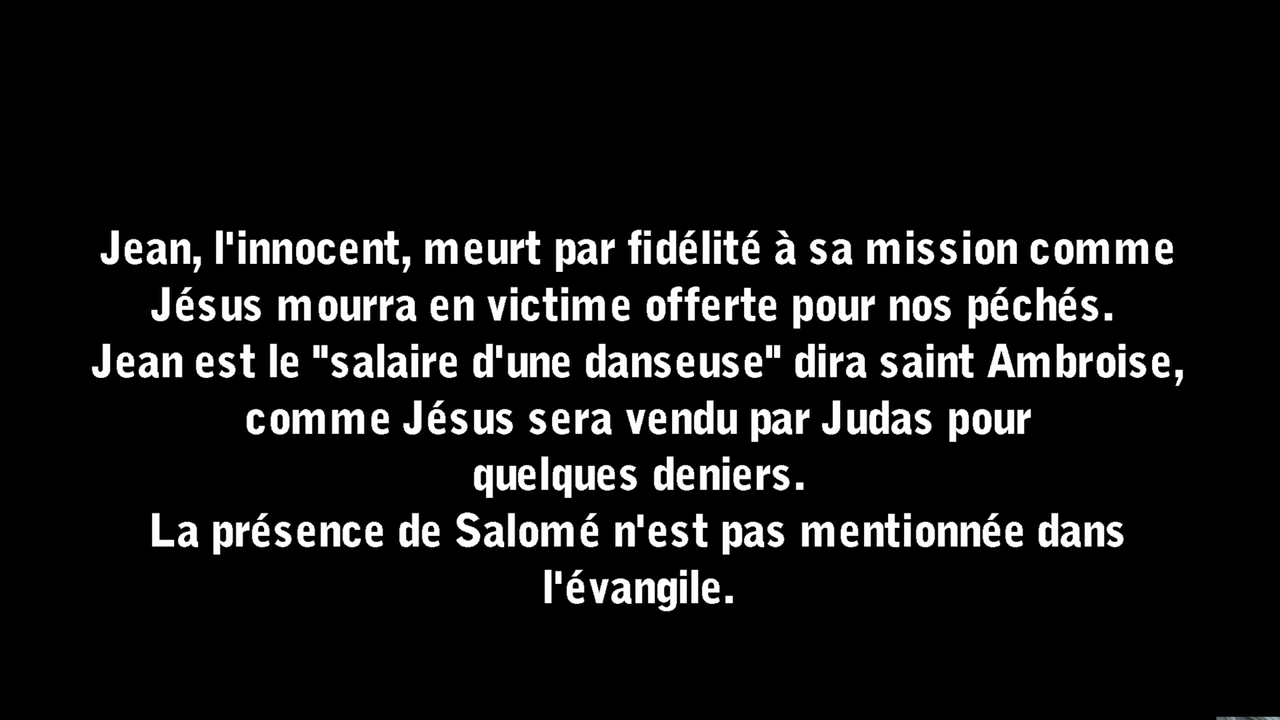 Jean, l'innocent, meurt par fidélité à sa mission comme
Jésus mourra en victime offerte pour nos péchés.
Jean est le "salaire d'une danseuse" dira saint Ambroise,
comme Jésus sera vendu par Judas pour
quelques deniers.
La présence de Salomé n'est pas mentionnée dans
l'évangile.